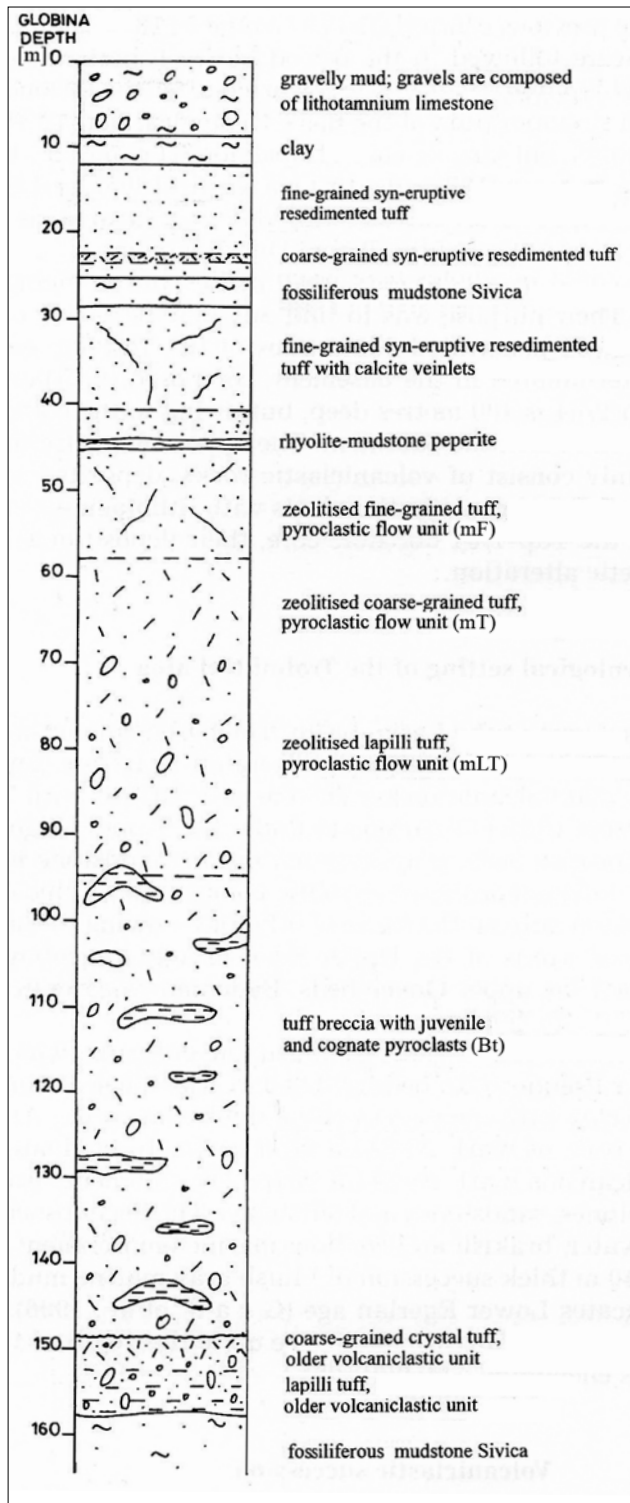 GLOBINA
DEPTH
[m] 0
gravelly mud; gravels are composed
of lithotamnium limestone
10
clay
fine-grained syn-eruptive
resedimented tuff
20
coarse-grained syn-eruptive resedimented tuff
fossiliferous mudstone Sivica
30
fine-grained syn-eruptive resedimented
tuff with calcite veinlets
40
rhyolite-mudstone peperite
50
zeolitised fine-grained tuff,
pyroclastic flow unit (mF)
60
zeolitised coarse-grained tuff,
pyroclastic flow unit (mT)
70
80
zeolitised lapilli tuff,
pyroclastic flow unit (mLT)
90
100
110
tuff breccia with juvenile
and cognate pyroclasts (Bt)
120
130
140
150
coarse-grained crystal tuff,
older volcaniclastic unit
lapilli tuff,
older volcaniclastic unit
160
fossiliferous mudstone Sivica